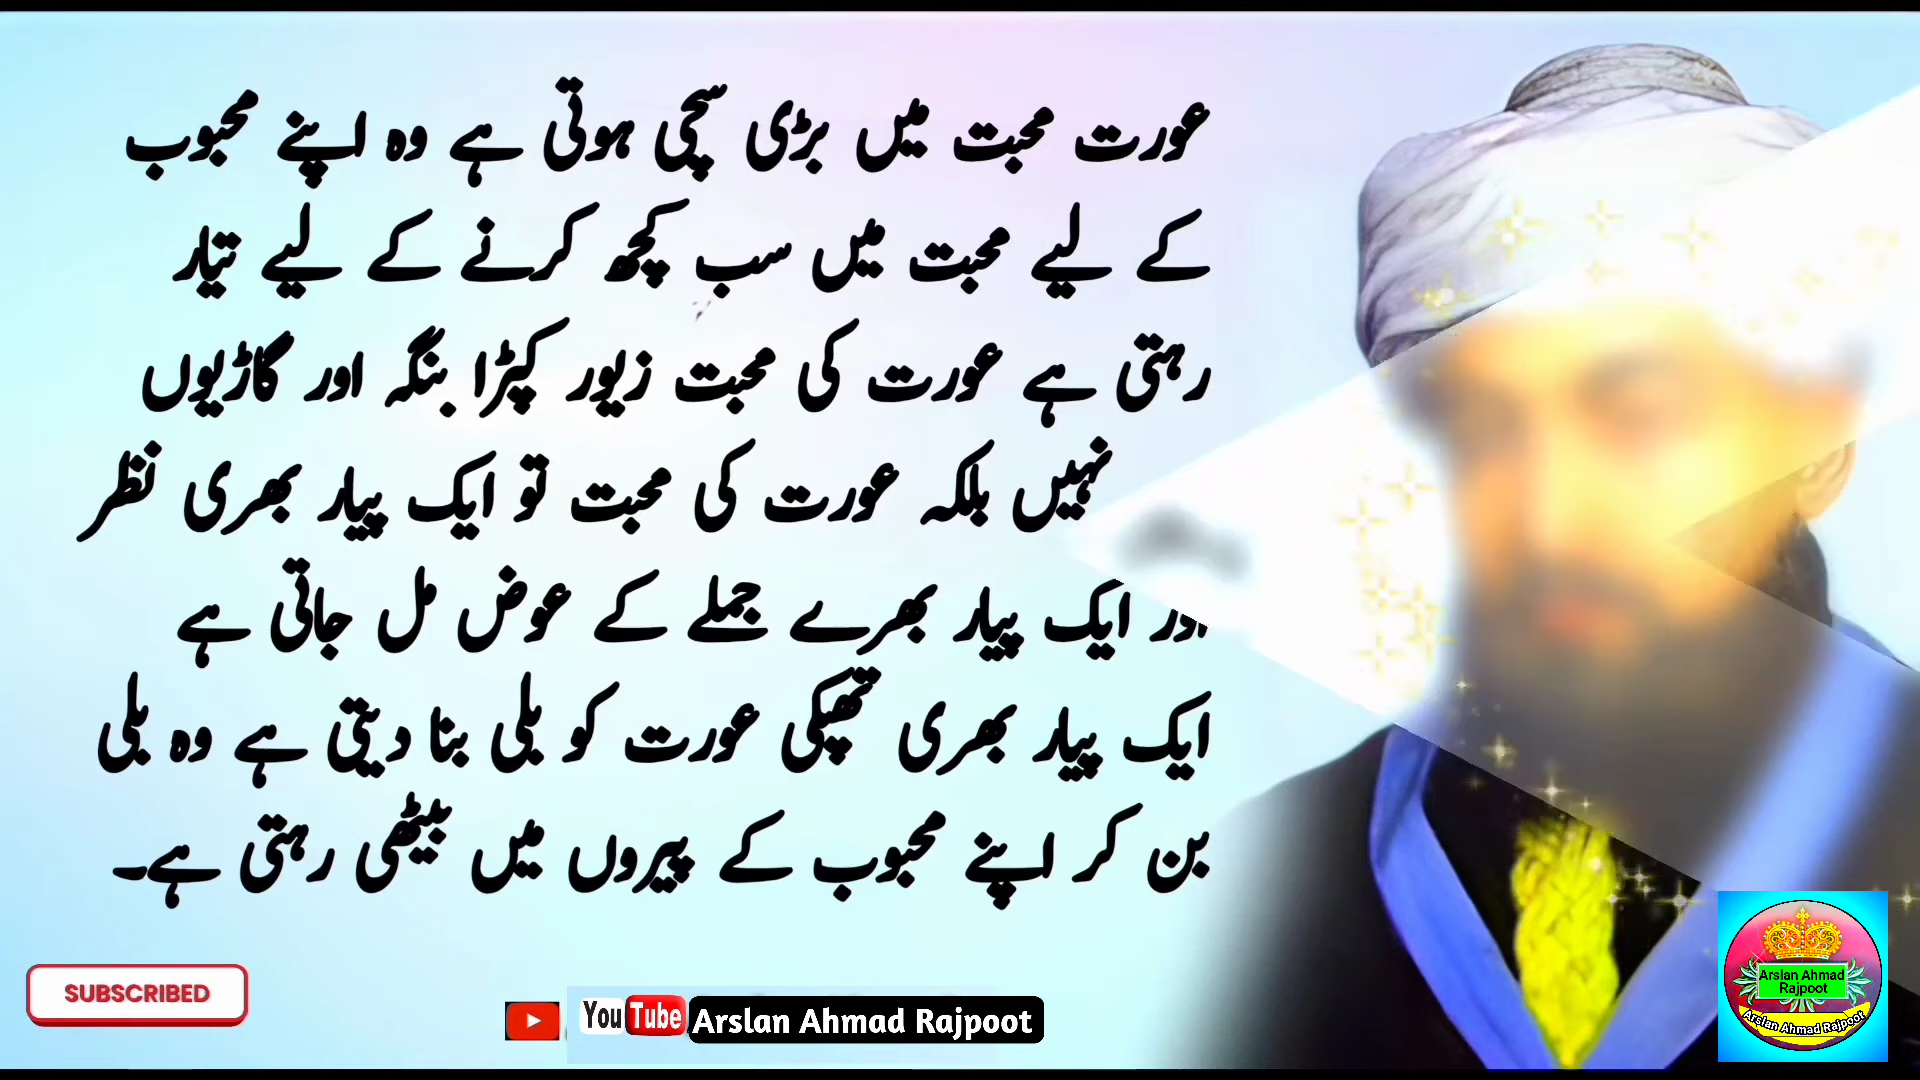 عورت محبت میں بڑی سچی ہوتی ہے وہ اپنے محبوب
کے لیے محبت میں سب کچھ کرنے کے لیے تیار
رہتی ہے عورت کی محبت زیور کپڑا بنگہ اور گاڑیوں
نہیں بلکہ عورت کی محبت تو ایک پیار بھری نظر
اور ایک پیار بھرے جملے کے عوض مل جاتی ہے
ایک پیار بھری تھپکی عورت کو بلی بنا دیتی ہے وہ بلی
بن کر اپنے محبوب کے پیروں میں بیٹھی رہتی ہے۔
SUBSCRIBED
YouTube Arslan Ahmad Rajpoot
Arslan Ahmad
Rajpoot
Arslan Ahmad Rajpoot